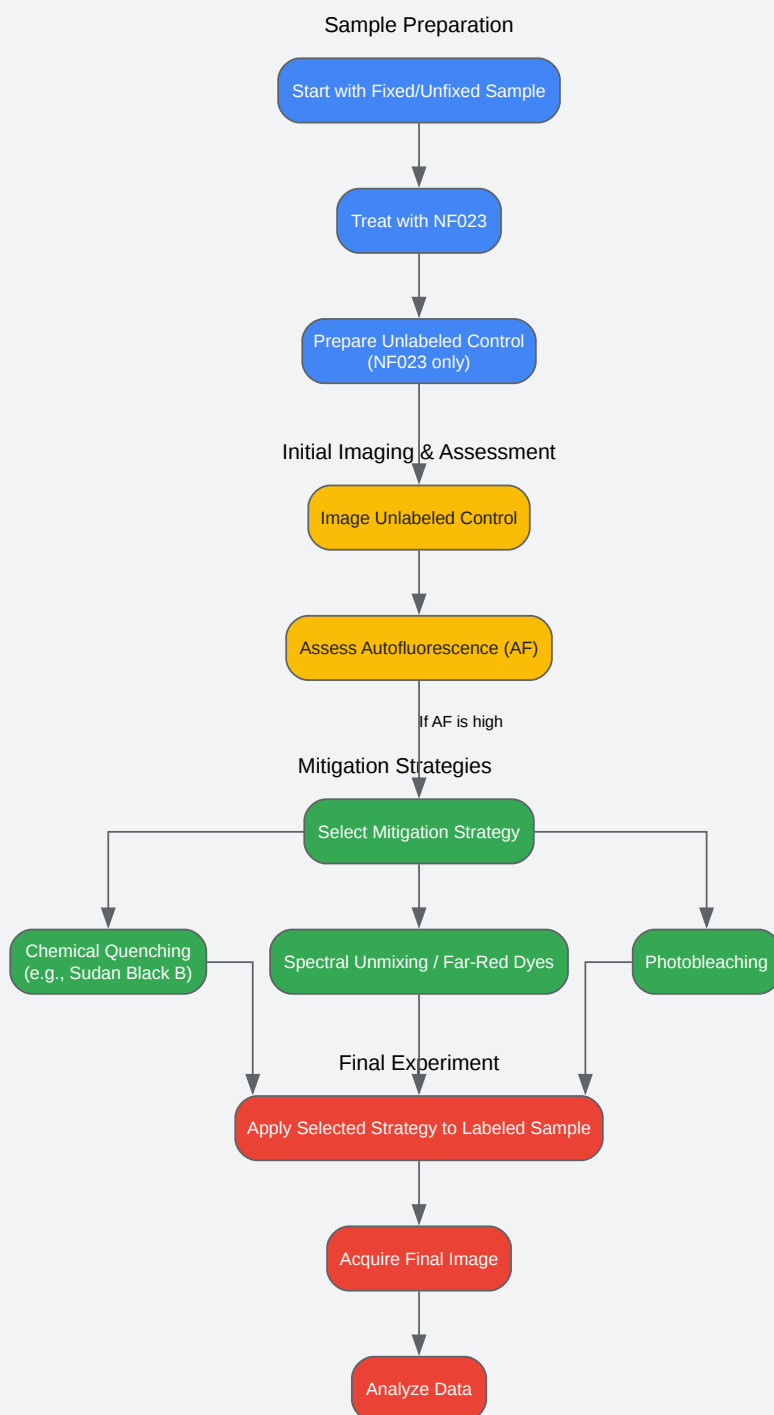 Sample Preparation
Start with Fixed/Unfixed Sample
Treat with NF023
Prepare Unlabeled Control
(NF023 only)
Initial Imaging & Assessment
Image Unlabeled Control
Assess Autofluorescence (AF)
If AF is high
Mitigation Strategies
Select Mitigation Strategy
Chemical Quenching
(e.g., Sudan Black B)
Spectral Unmixing / Far-Red Dyes
Photobleaching
Final Experiment
Apply Selected Strategy to Labeled Sample
Acquire Final Image
Analyze Data